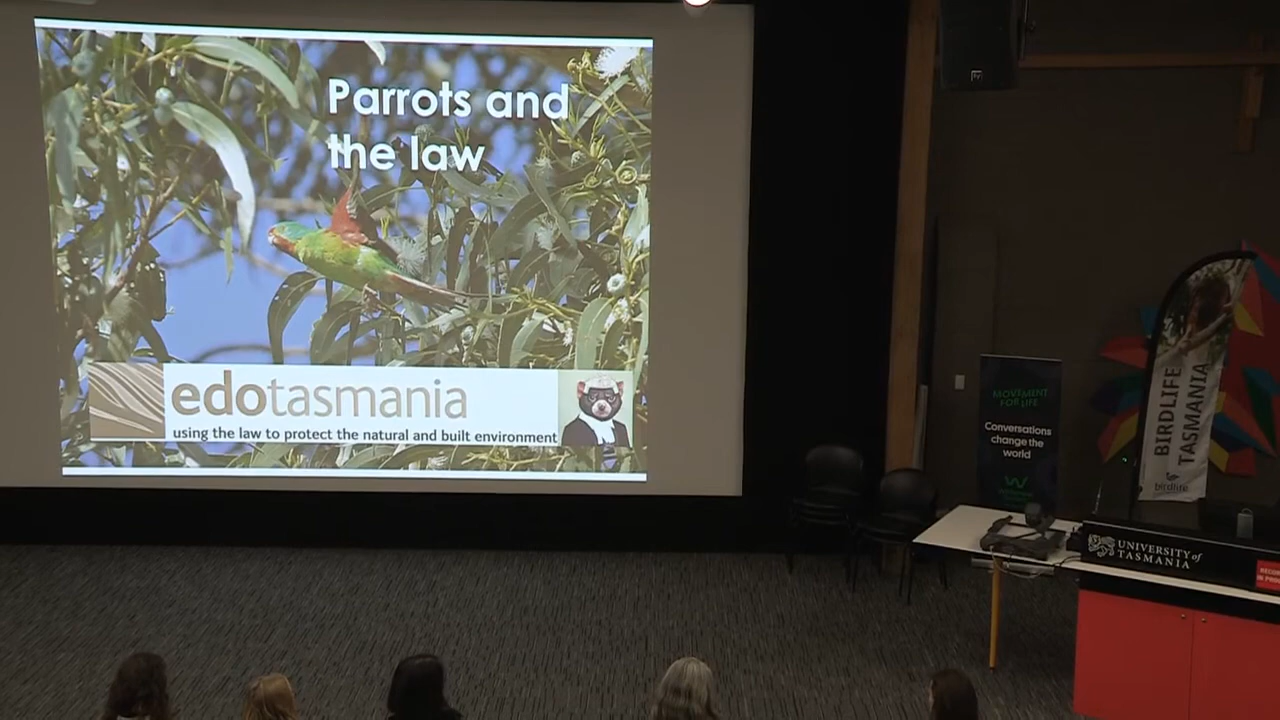 Parrots and
the law
edotasmania
using the law to protect the natural and built environment
MOVEMENT
FOR LIFE
Conversations
change the
world
BIRDLIFE
TASMANIA
birdlife
UNIVERSITY of
TASMANIA